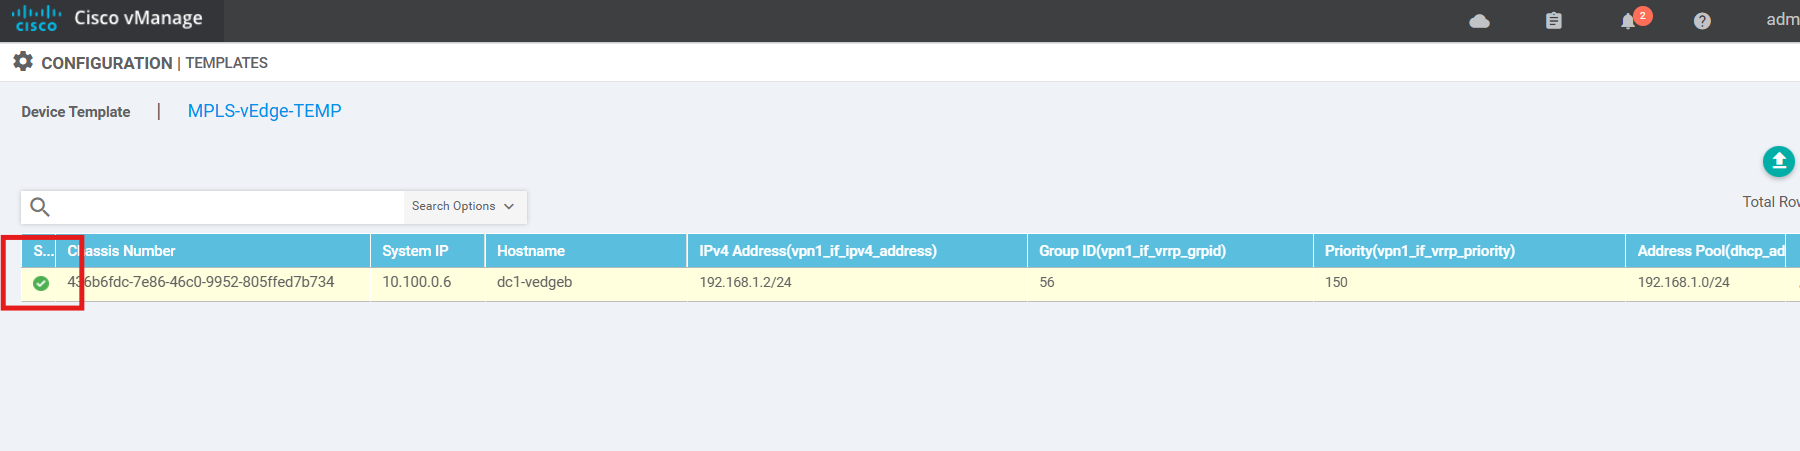 CISCO Cisco vManage 2 adm
CONFIGURATION | TEMPLATES
Device Template | MPLS-vEdge-TEMP
Search Options
Total Row
S... Chassis Number System IP Hostname IPv4 Address(vpn1_if_ipv4_address) Group ID(vpn1_if_vrrp_grpid) Priority(vpn1_if_vrrp_priority) Address Pool(dhcp_ad
436b6fdc-7e86-46c0-9952-805ffed7b734 10.100.0.6 dc1-vedgeb 192.168.1.2/24 56 150 192.168.1.0/24